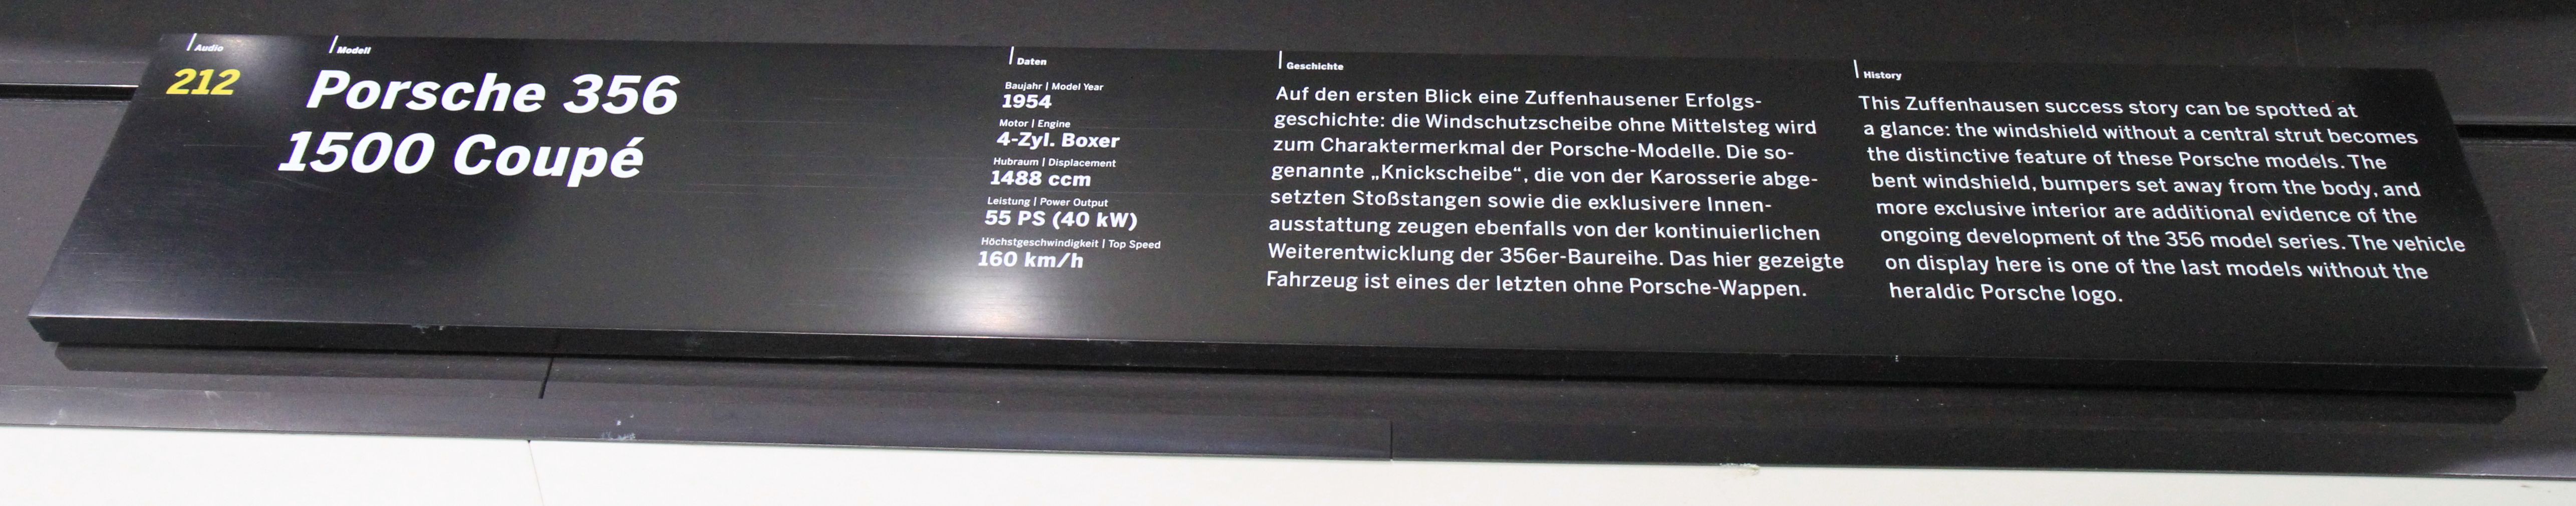 Audio
212
Modell
Porsche 356
1500 Coupé
Daten
Baujahr | Model Year
1954
Motor | Engine
4-Zyl. Boxer
Hubraum | Displacement
1488 ccm
Leistung | Power Output
55 PS (40 kW)
Höchstgeschwindigkeit | Top Speed
160 km/h
Geschichte
Auf den ersten Blick eine Zuffenhausener Erfolgs-
geschichte: die Windschutzscheibe ohne Mittelsteg wird
zum Charaktermerkmal der Porsche-Modelle. Die so-
genannte „Knickscheibe“, die von der Karosserie abge-
setzten Stoßstangen sowie die exklusivere Innen-
ausstattung zeugen ebenfalls von der kontinuierlichen
Weiterentwicklung der 356er-Baureihe. Das hier gezeigte
Fahrzeug ist eines der letzten ohne Porsche-Wappen.
History
This Zuffenhausen success story can be spotted at
a glance: the windshield without a central strut becomes
the distinctive feature of these Porsche models. The
bent windshield, bumpers set away from the body, and
more exclusive interior are additional evidence of the
ongoing development of the 356 model series. The vehicle
on display here is one of the last models without the
heraldic Porsche logo.